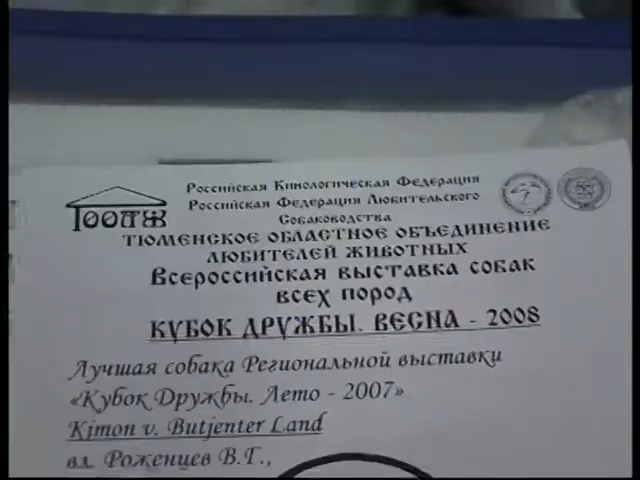 Российская Кинологическая Федерация
Российская Федерация Любительского
Собаководства
ТООЛЖ
ТЮМЕНСКОЕ ОБЛАСТНОЕ ОБЪЕДИНЕНИЕ
ЛЮБИТЕЛЕЙ ЖИВОТНЫХ
Всероссийская выставка собак
всех пород
КУБОК ДРУЖБЫ. ВЕСНА - 2008
Лучшая собака Региональной выставки
«Кубок Дружбы. Лето - 2007»
Kimon v. Butjenter Land
вл. Роженцев В.Г.,